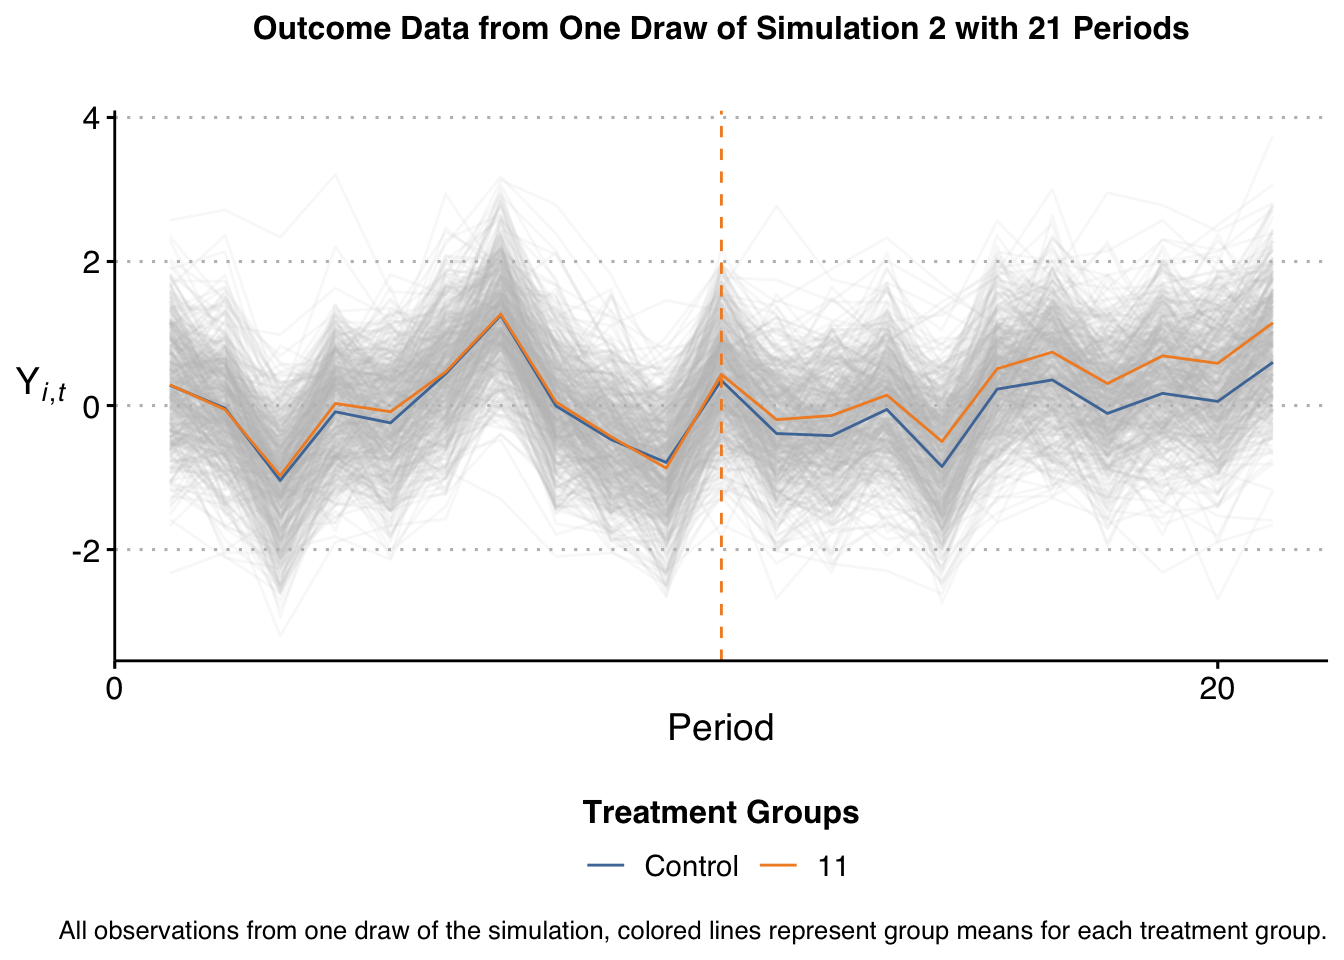 Outcome Data from One Draw of Simulation 2 with 21 Periods
4
2
0
-2
Y i,t
0 20
Period
Treatment Groups
Control 11
All observations from one draw of the simulation, colored lines represent group means for each treatment group.